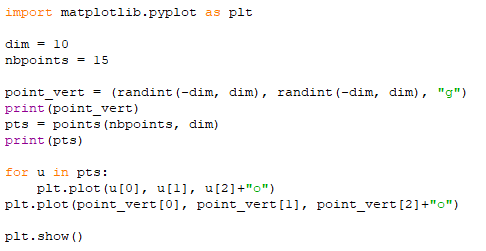 import matplotlib.pyplot as plt
dim = 10
nbpoints = 15
point_vert = (randint(-dim, dim), randint(-dim, dim), "g")
print(point_vert)
pts = points(nbpoints, dim)
print(pts)
for u in pts:
    plt.plot(u[0], u[1], u[2]+"o")
plt.plot(point_vert[0], point_vert[1], point_vert[2]+"o")
plt.show()